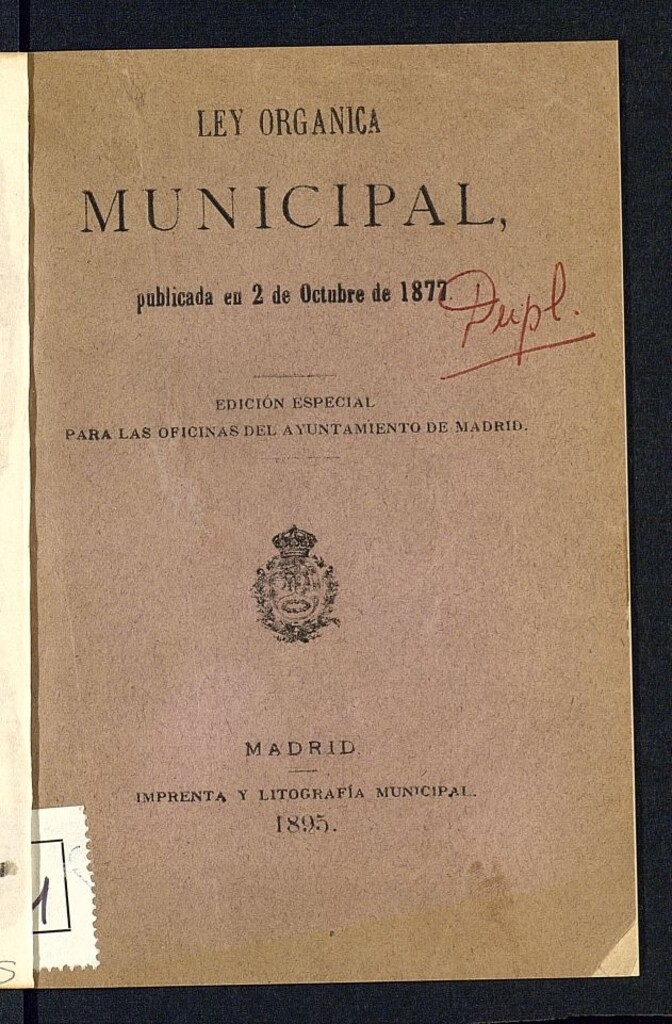 LEY ORGANICA
MUNICIPAL,
publicada en 2 de Octubre de 1877.
Dupl.
EDICIÓN ESPECIAL
PARA LAS OFICINAS DEL AYUNTAMIENTO DE MADRID.
MADRID
IMPRENTA Y LITOGRAFÍA MUNICIPAL.
1895.
1